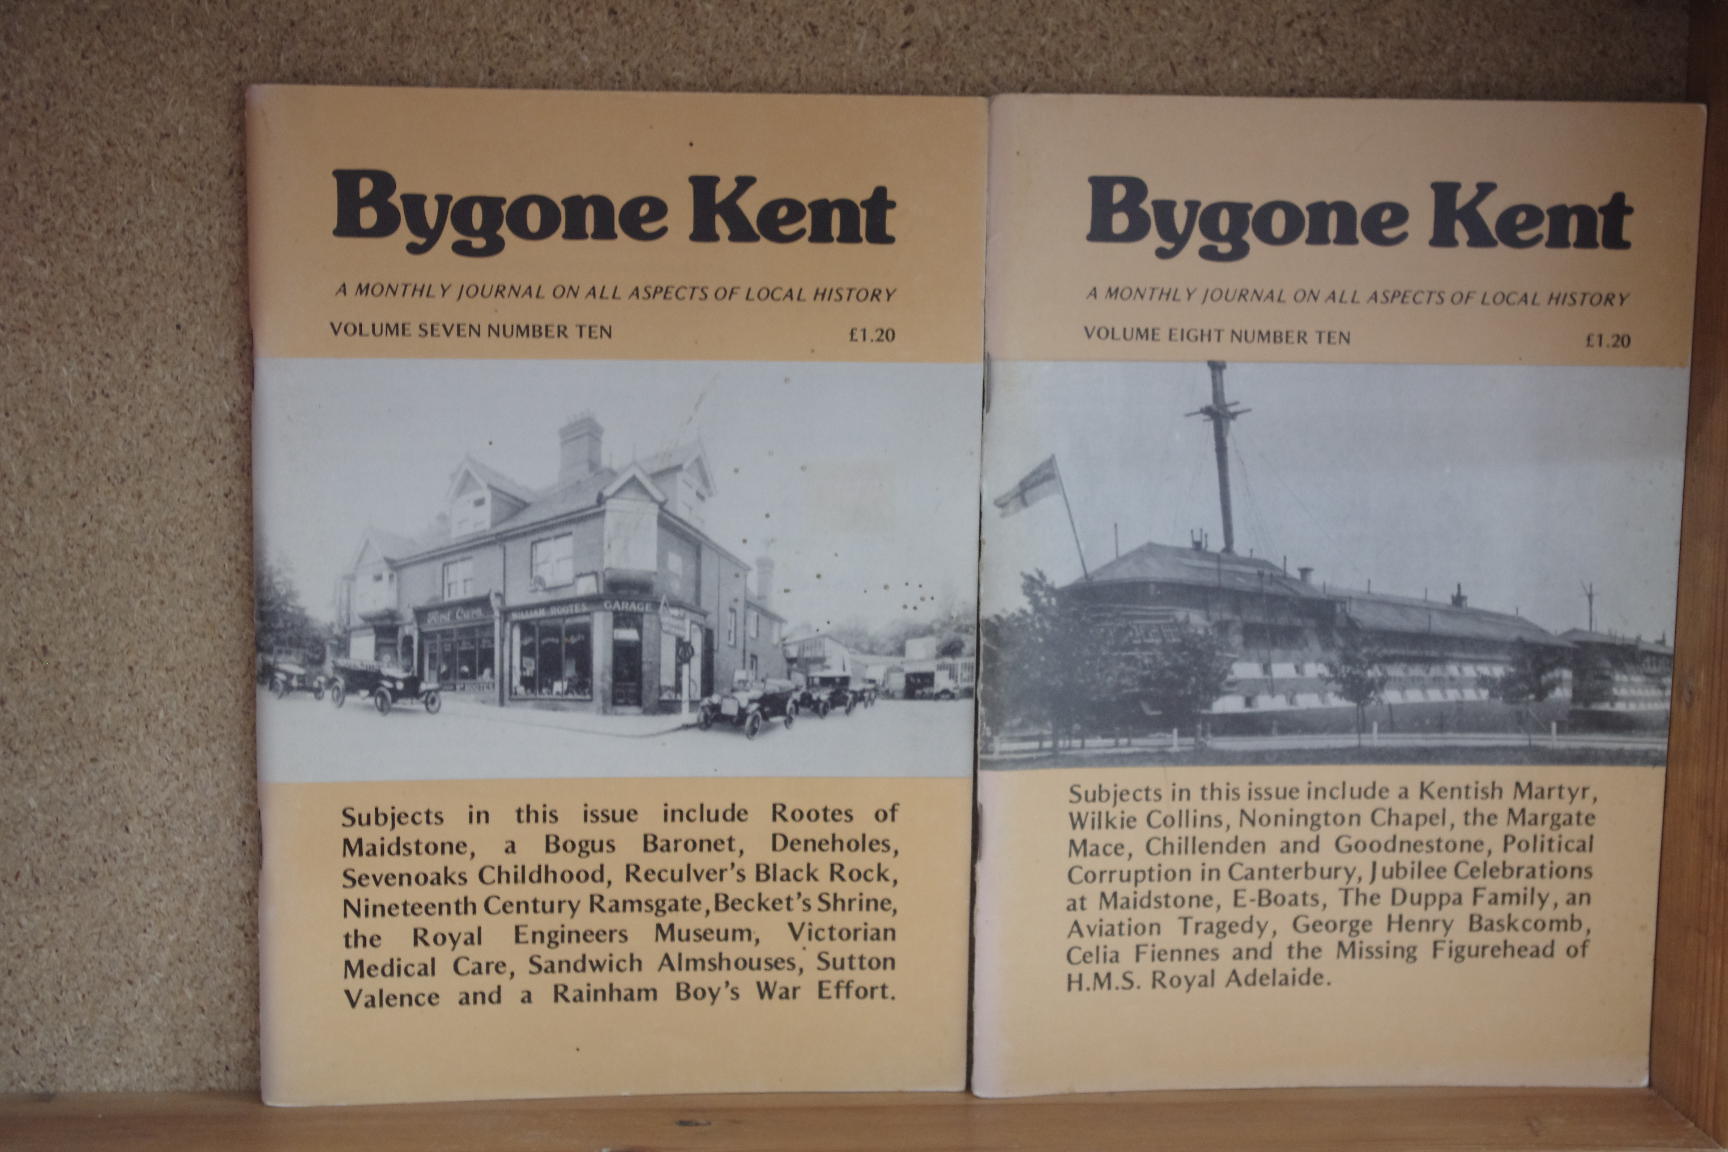 Bygone Kent
A MONTHLY JOURNAL ON ALL ASPECTS OF LOCAL HISTORY
VOLUME SEVEN NUMBER TEN £1.20
WILLIAM ROOTES GARAGE
Subjects in this issue include Rootes of
Maidstone, a Bogus Baronet, Deneholes,
Sevenoaks Childhood, Reculver's Black Rock,
Nineteenth Century Ramsgate, Becket's Shrine,
the Royal Engineers Museum, Victorian
Medical Care, Sandwich Almshouses, Sutton
Valence and a Rainham Boy's War Effort.
Bygone Kent
A MONTHLY JOURNAL ON ALL ASPECTS OF LOCAL HISTORY
VOLUME EIGHT NUMBER TEN £1.20
Subjects in this issue include a Kentish Martyr,
Wilkie Collins, Nonington Chapel, the Margate
Mace, Chillenden and Goodnestone, Political
Corruption in Canterbury, Jubilee Celebrations
at Maidstone, E-Boats, The Duppa Family, an
Aviation Tragedy, George Henry Baskcomb,
Celia Fiennes and the Missing Figurehead of
H.M.S. Royal Adelaide.